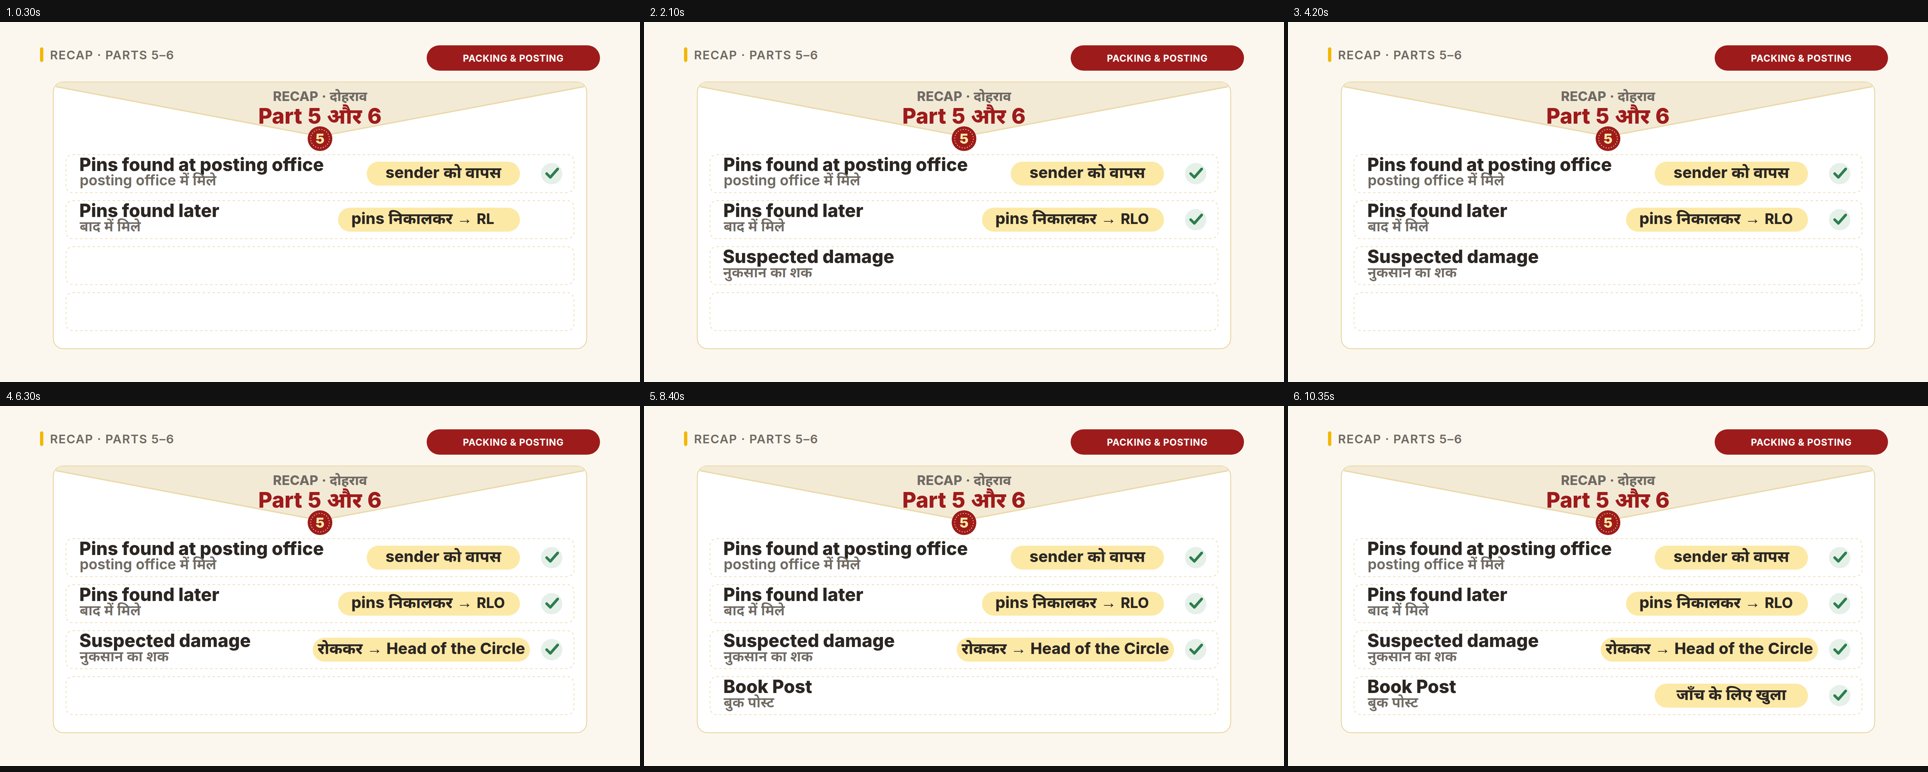 1. 0.30s
RECAP · PARTS 5–6
PACKING & POSTING
RECAP · दोहराव
Part 5 और 6
5
Pins found at posting office
posting office में मिले
sender को वापस
Pins found later
बाद में मिले
pins निकालकर → RL
2. 2.10s
RECAP · PARTS 5–6
PACKING & POSTING
RECAP · दोहराव
Part 5 और 6
5
Pins found at posting office
posting office में मिले
sender को वापस
Pins found later
बाद में मिले
pins निकालकर → RLO
Suspected damage
नुकसान का शक
3. 4.20s
RECAP · PARTS 5–6
PACKING & POSTING
RECAP · दोहराव
Part 5 और 6
5
Pins found at posting office
posting office में मिले
sender को वापस
Pins found later
बाद में मिले
pins निकालकर → RLO
Suspected damage
नुकसान का शक
4. 6.30s
RECAP · PARTS 5–6
PACKING & POSTING
RECAP · दोहराव
Part 5 और 6
5
Pins found at posting office
posting office में मिले
sender को वापस
Pins found later
बाद में मिले
pins निकालकर → RLO
Suspected damage
नुकसान का शक
रोककर → Head of the Circle
5. 8.40s
RECAP · PARTS 5–6
PACKING & POSTING
RECAP · दोहराव
Part 5 और 6
5
Pins found at posting office
posting office में मिले
sender को वापस
Pins found later
बाद में मिले
pins निकालकर → RLO
Suspected damage
नुकसान का शक
रोककर → Head of the Circle
Book Post
बुक पोस्ट
6. 10.35s
RECAP · PARTS 5–6
PACKING & POSTING
RECAP · दोहराव
Part 5 और 6
5
Pins found at posting office
posting office में मिले
sender को वापस
Pins found later
बाद में मिले
pins निकालकर → RLO
Suspected damage
नुकसान का शक
रोककर → Head of the Circle
Book Post
बुक पोस्ट
जाँच के लिए खुला